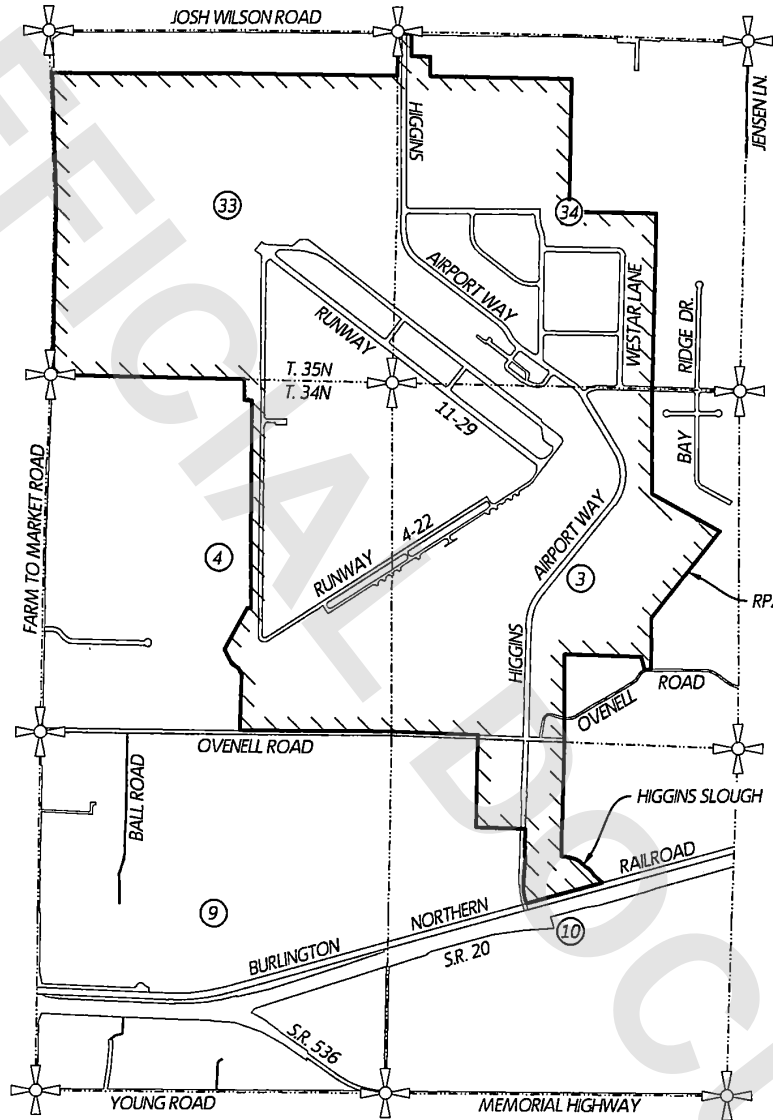 JOSH WILSON ROAD
HIGGINS
JENSEN LN.
33
34
AIRPORT WAY
WESTAR LANE
RIDGE DR.
RUNWAY
T. 35N
T. 34N
11-29
BAY
FARM TO MARKET ROAD
4
RUNWAY 4-22
AIRPORT WAY
3
HIGGINS
ROAD
OVENELL
OVENELL ROAD
BALL ROAD
HIGGINS SLOUGH
RAILROAD
9
NORTHERN
10
BURLINGTON
S.R. 20
S.R. 536
YOUNG ROAD
MEMORIAL HIGHWAY